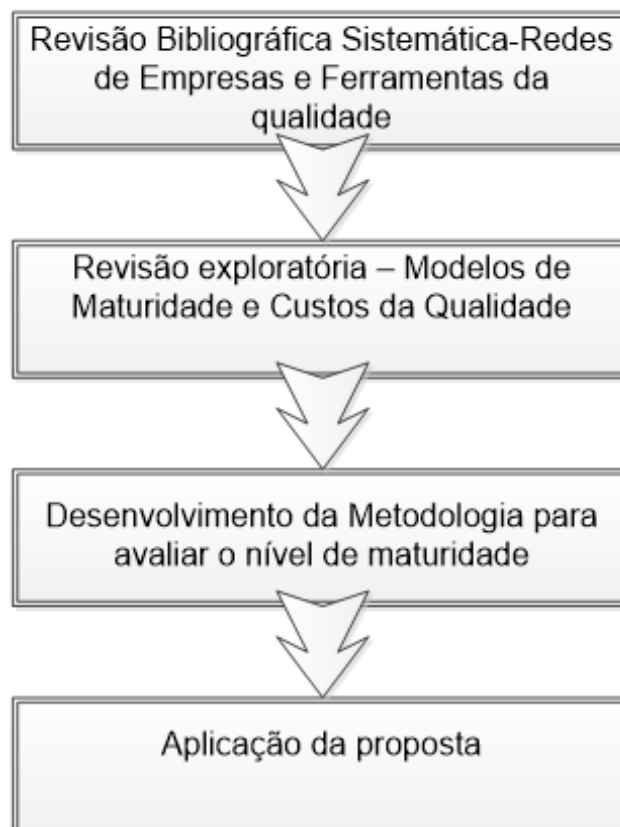 Revisão Bibliográfica Sistemática-Redes
de Empresas e Ferramentas da
qualidade
Revisão exploratória – Modelos de
Maturidade e Custos da Qualidade
Desenvolvimento da Metodologia para
avaliar o nível de maturidade
Aplicação da proposta